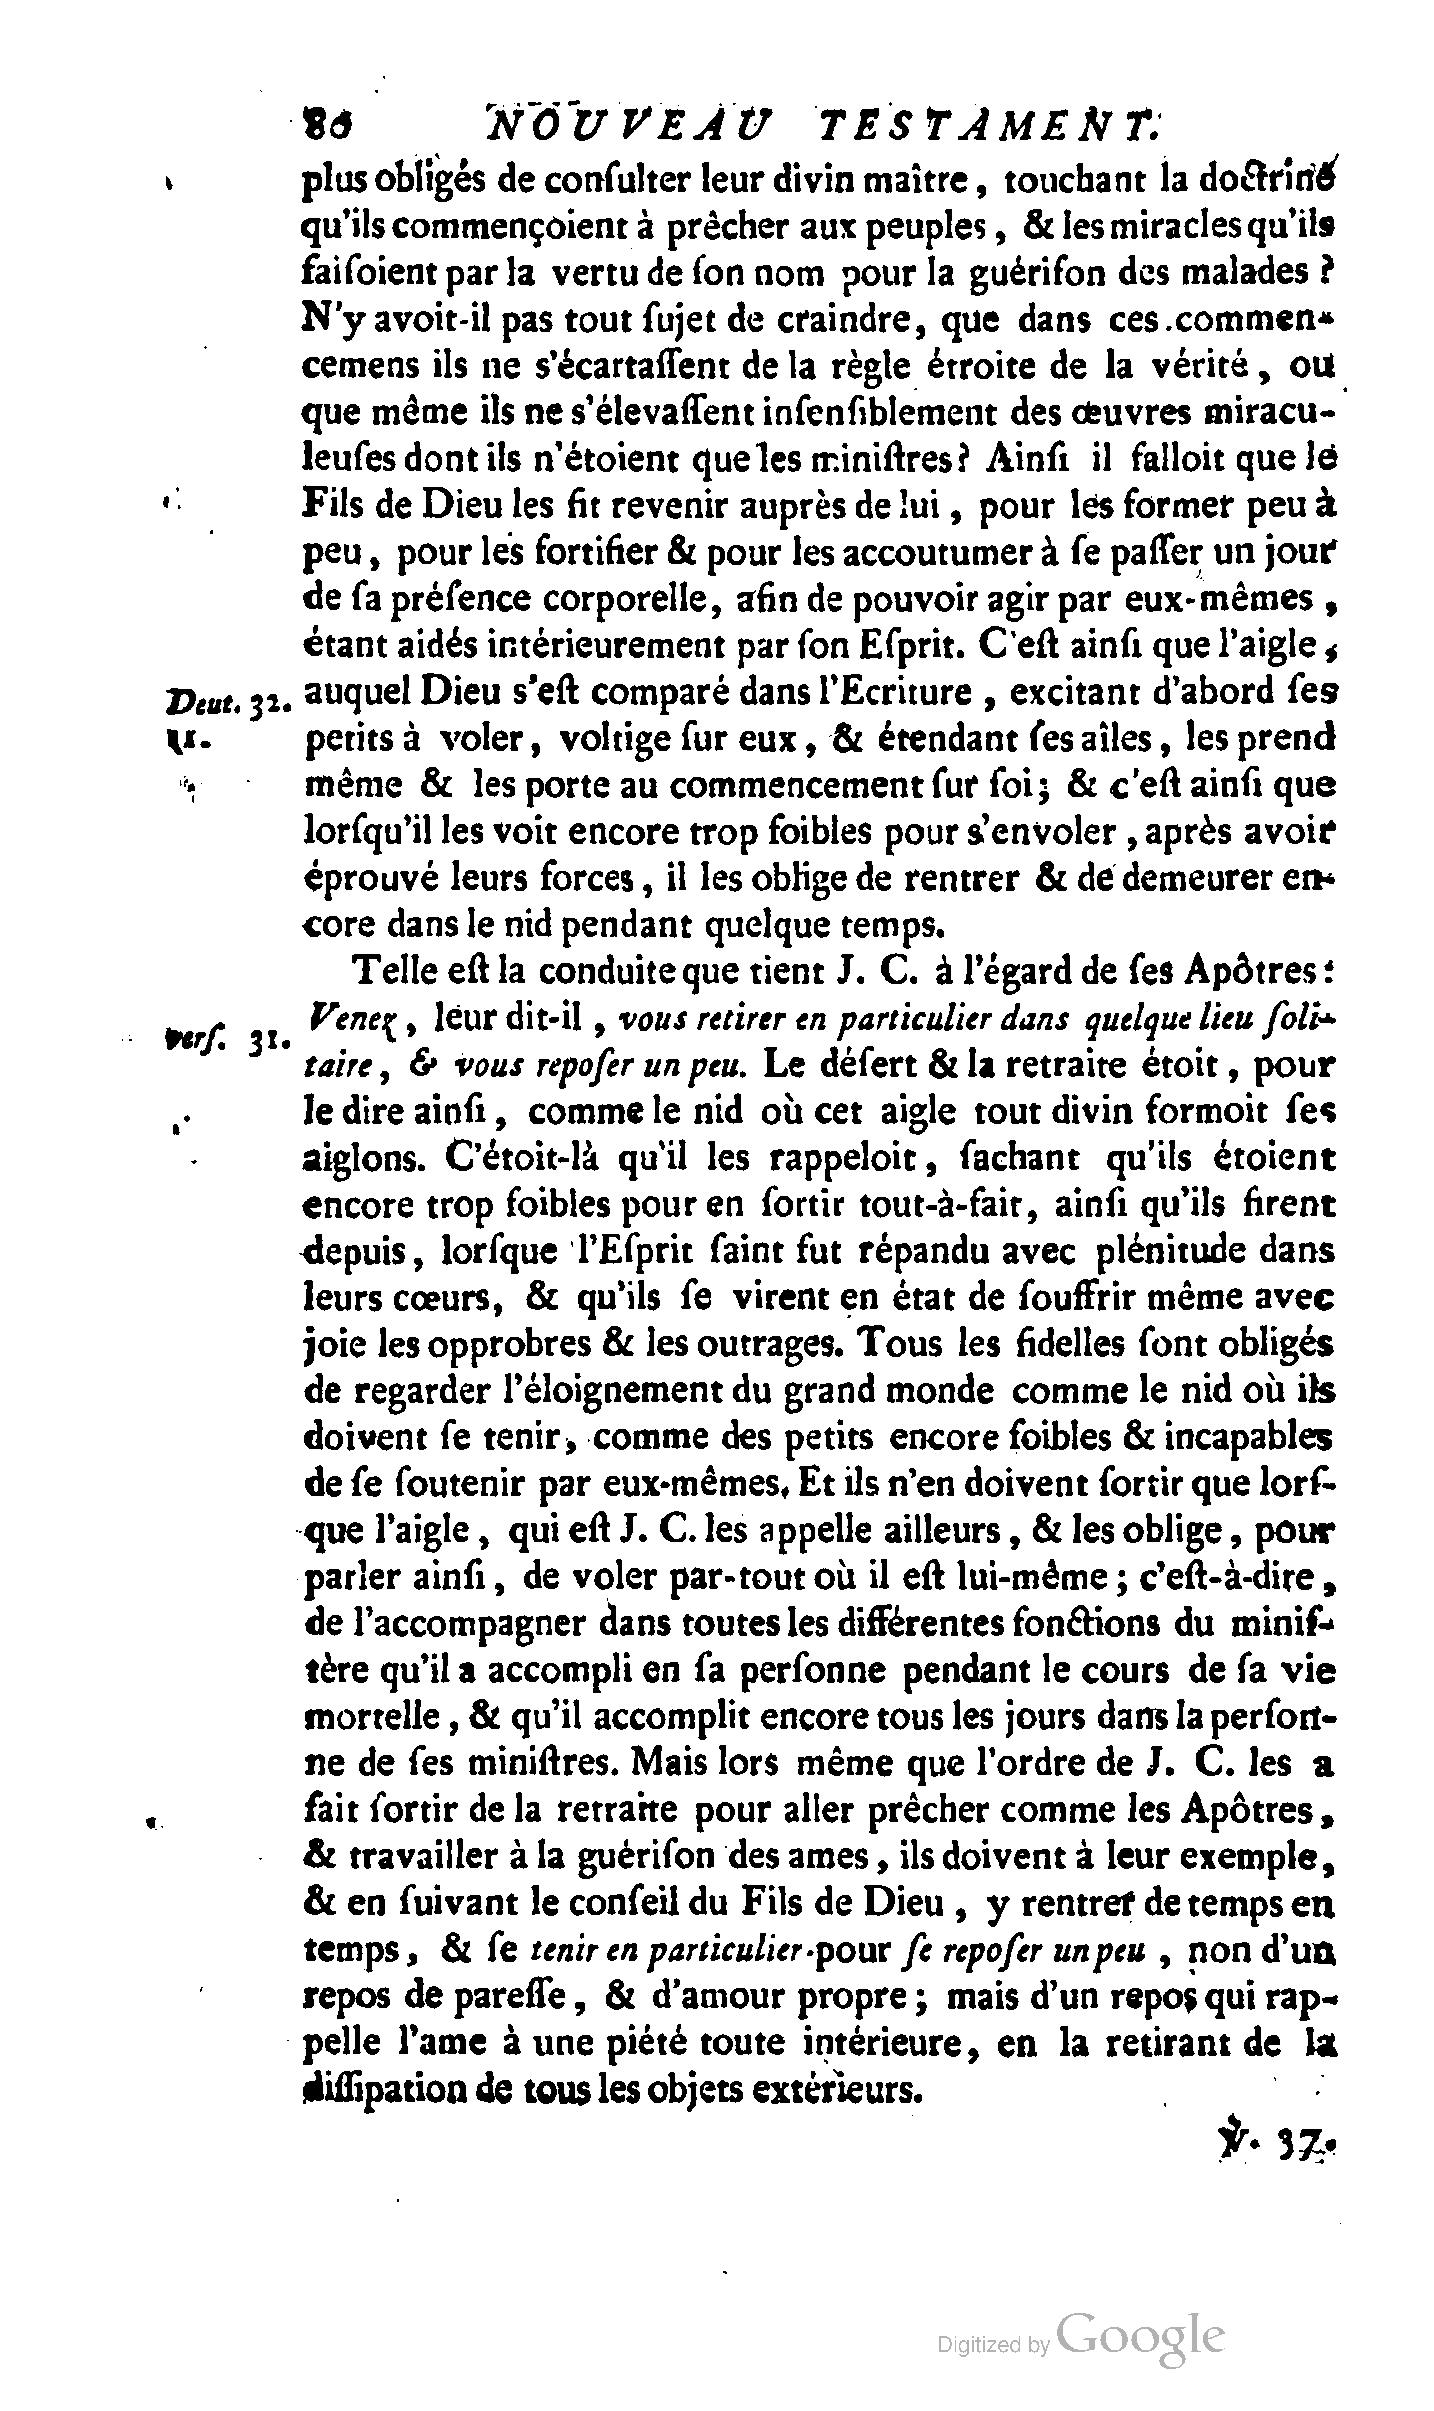 80 NOUVEAU TESTAMENT.
plus obligés de conſulter leur divin maître, touchant la doctrine
qu'ils commençoient à prêcher aux peuples, & les miracles qu'ils
faiſoient par la vertu de ſon nom pour la guériſon des malades ?
N'y avoit-il pas tout ſujet de craindre, que dans ces commen-
cemens ils ne s'écartaſſent de la règle étroite de la vérité, ou
que même ils ne s'élevaſſent inſenſiblement des œuvres miracu-
leuſes dont ils n'étoient que les miniſtres? Ainſi il falloit que le
Fils de Dieu les fit revenir auprès de lui, pour les former peu à
peu, pour les fortifier & pour les accoutumer à ſe paſſer un jour
de ſa préſence corporelle, afin de pouvoir agir par eux-mêmes,
étant aidés intérieurement par ſon Eſprit. C'eſt ainſi que l'aigle,
Deut. 32. auquel Dieu s'eſt comparé dans l'Ecriture, excitant d'abord ſes
11. petits à voler, voltige ſur eux, & étendant ſes aîles, les prend
même & les porte au commencement ſur ſoi; & c'eſt ainſi que
lorſqu'il les voit encore trop foibles pour s'envoler, après avoir
éprouvé leurs forces, il les oblige de rentrer & de demeurer en-
core dans le nid pendant quelque temps.
Telle eſt la conduite que tient J. C. à l'égard de ſes Apôtres:
verſ. 31. Venez, leur dit-il, vous retirer en particulier dans quelque lieu ſoli-
taire, & vous repoſer un peu. Le déſert & la retraite étoit, pour
le dire ainſi, comme le nid où cet aigle tout divin formoit ſes
aiglons. C'étoit-là qu'il les rappeloit, ſachant qu'ils étoient
encore trop foibles pour en ſortir tout-à-fait, ainſi qu'ils firent
depuis, lorſque l'Eſprit ſaint fut répandu avec plénitude dans
leurs cœurs, & qu'ils ſe virent en état de ſouffrir même avec
joie les opprobres & les outrages. Tous les fidelles ſont obligés
de regarder l'éloignement du grand monde comme le nid où ils
doivent ſe tenir, comme des petits encore foibles & incapables
de ſe ſoutenir par eux-mêmes. Et ils n'en doivent ſortir que lorſ-
que l'aigle, qui eſt J. C. les appelle ailleurs, & les oblige, pour
parler ainſi, de voler par-tout où il eſt lui-même; c'eſt-à-dire,
de l'accompagner dans toutes les différentes fonctions du miniſ-
tère qu'il a accompli en ſa perſonne pendant le cours de ſa vie
mortelle, & qu'il accomplit encore tous les jours dans la perſon-
ne de ſes miniſtres. Mais lors même que l'ordre de J. C. les a
fait ſortir de la retraite pour aller prêcher comme les Apôtres,
& travailler à la guériſon des ames, ils doivent à leur exemple,
& en ſuivant le conſeil du Fils de Dieu, y rentrer de temps en
temps, & ſe tenir en particulier pour ſe repoſer un peu, non d'un
repos de pareſſe, & d'amour propre; mais d'un repos qui rap-
pelle l'ame à une piété toute intérieure, en la retirant de la
diſſipation de tous les objets extérieurs.
℣. 37.
Digitized by Google